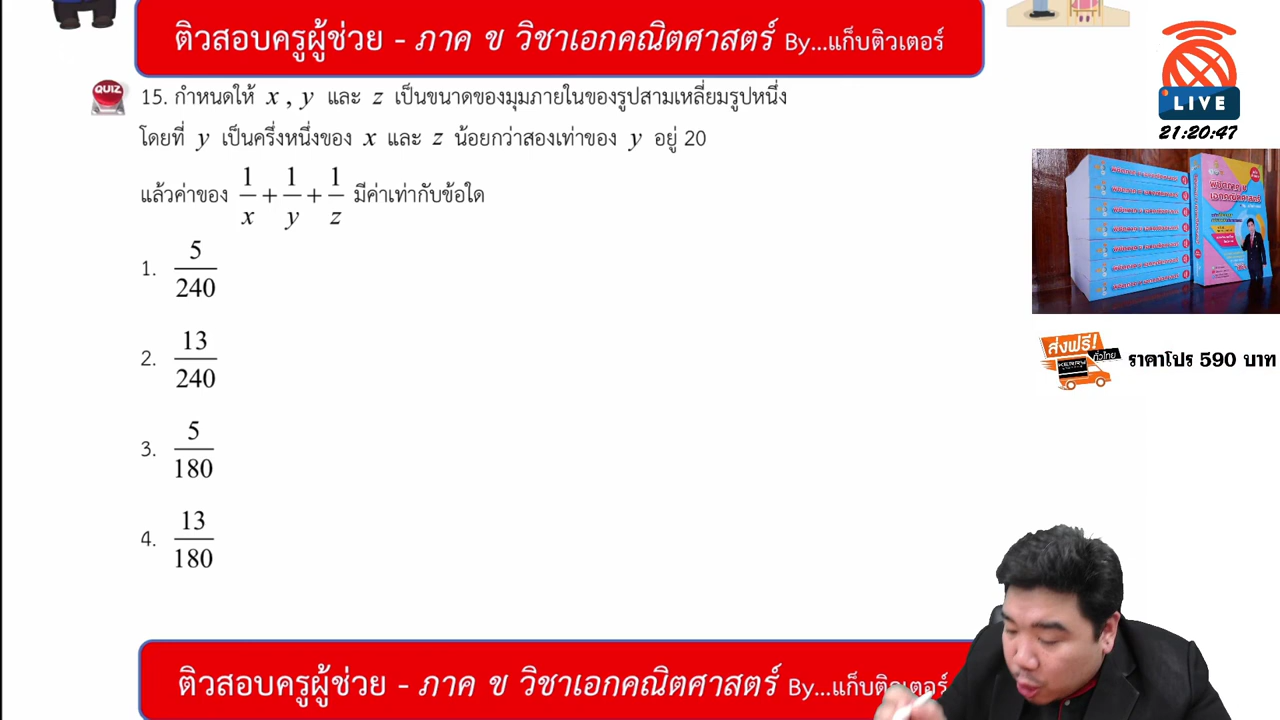 ติวสอบครูผู้ช่วย - ภาค ข วิชาเอกคณิตศาสตร์ By...แก็บติวเตอร์
QUIZ
15. กำหนดให้ x , y และ z เป็นขนาดของมุมภายในของรูปสามเหลี่ยมรูปหนึ่ง
โดยที่ y เป็นครึ่งหนึ่งของ x และ z น้อยกว่าสองเท่าของ y อยู่ 20
แล้วค่าของ 1/x + 1/y + 1/z มีค่าเท่ากับข้อใด
1. 5/240
2. 13/240
3. 5/180
4. 13/180
LIVE
21:20:47
ส่งฟรี!
ทั่วไทย
KERRY
ราคาโปร 590 บาท
ติวสอบครูผู้ช่วย - ภาค ข วิชาเอกคณิตศาสตร์ By...แก็บติวเตอร์